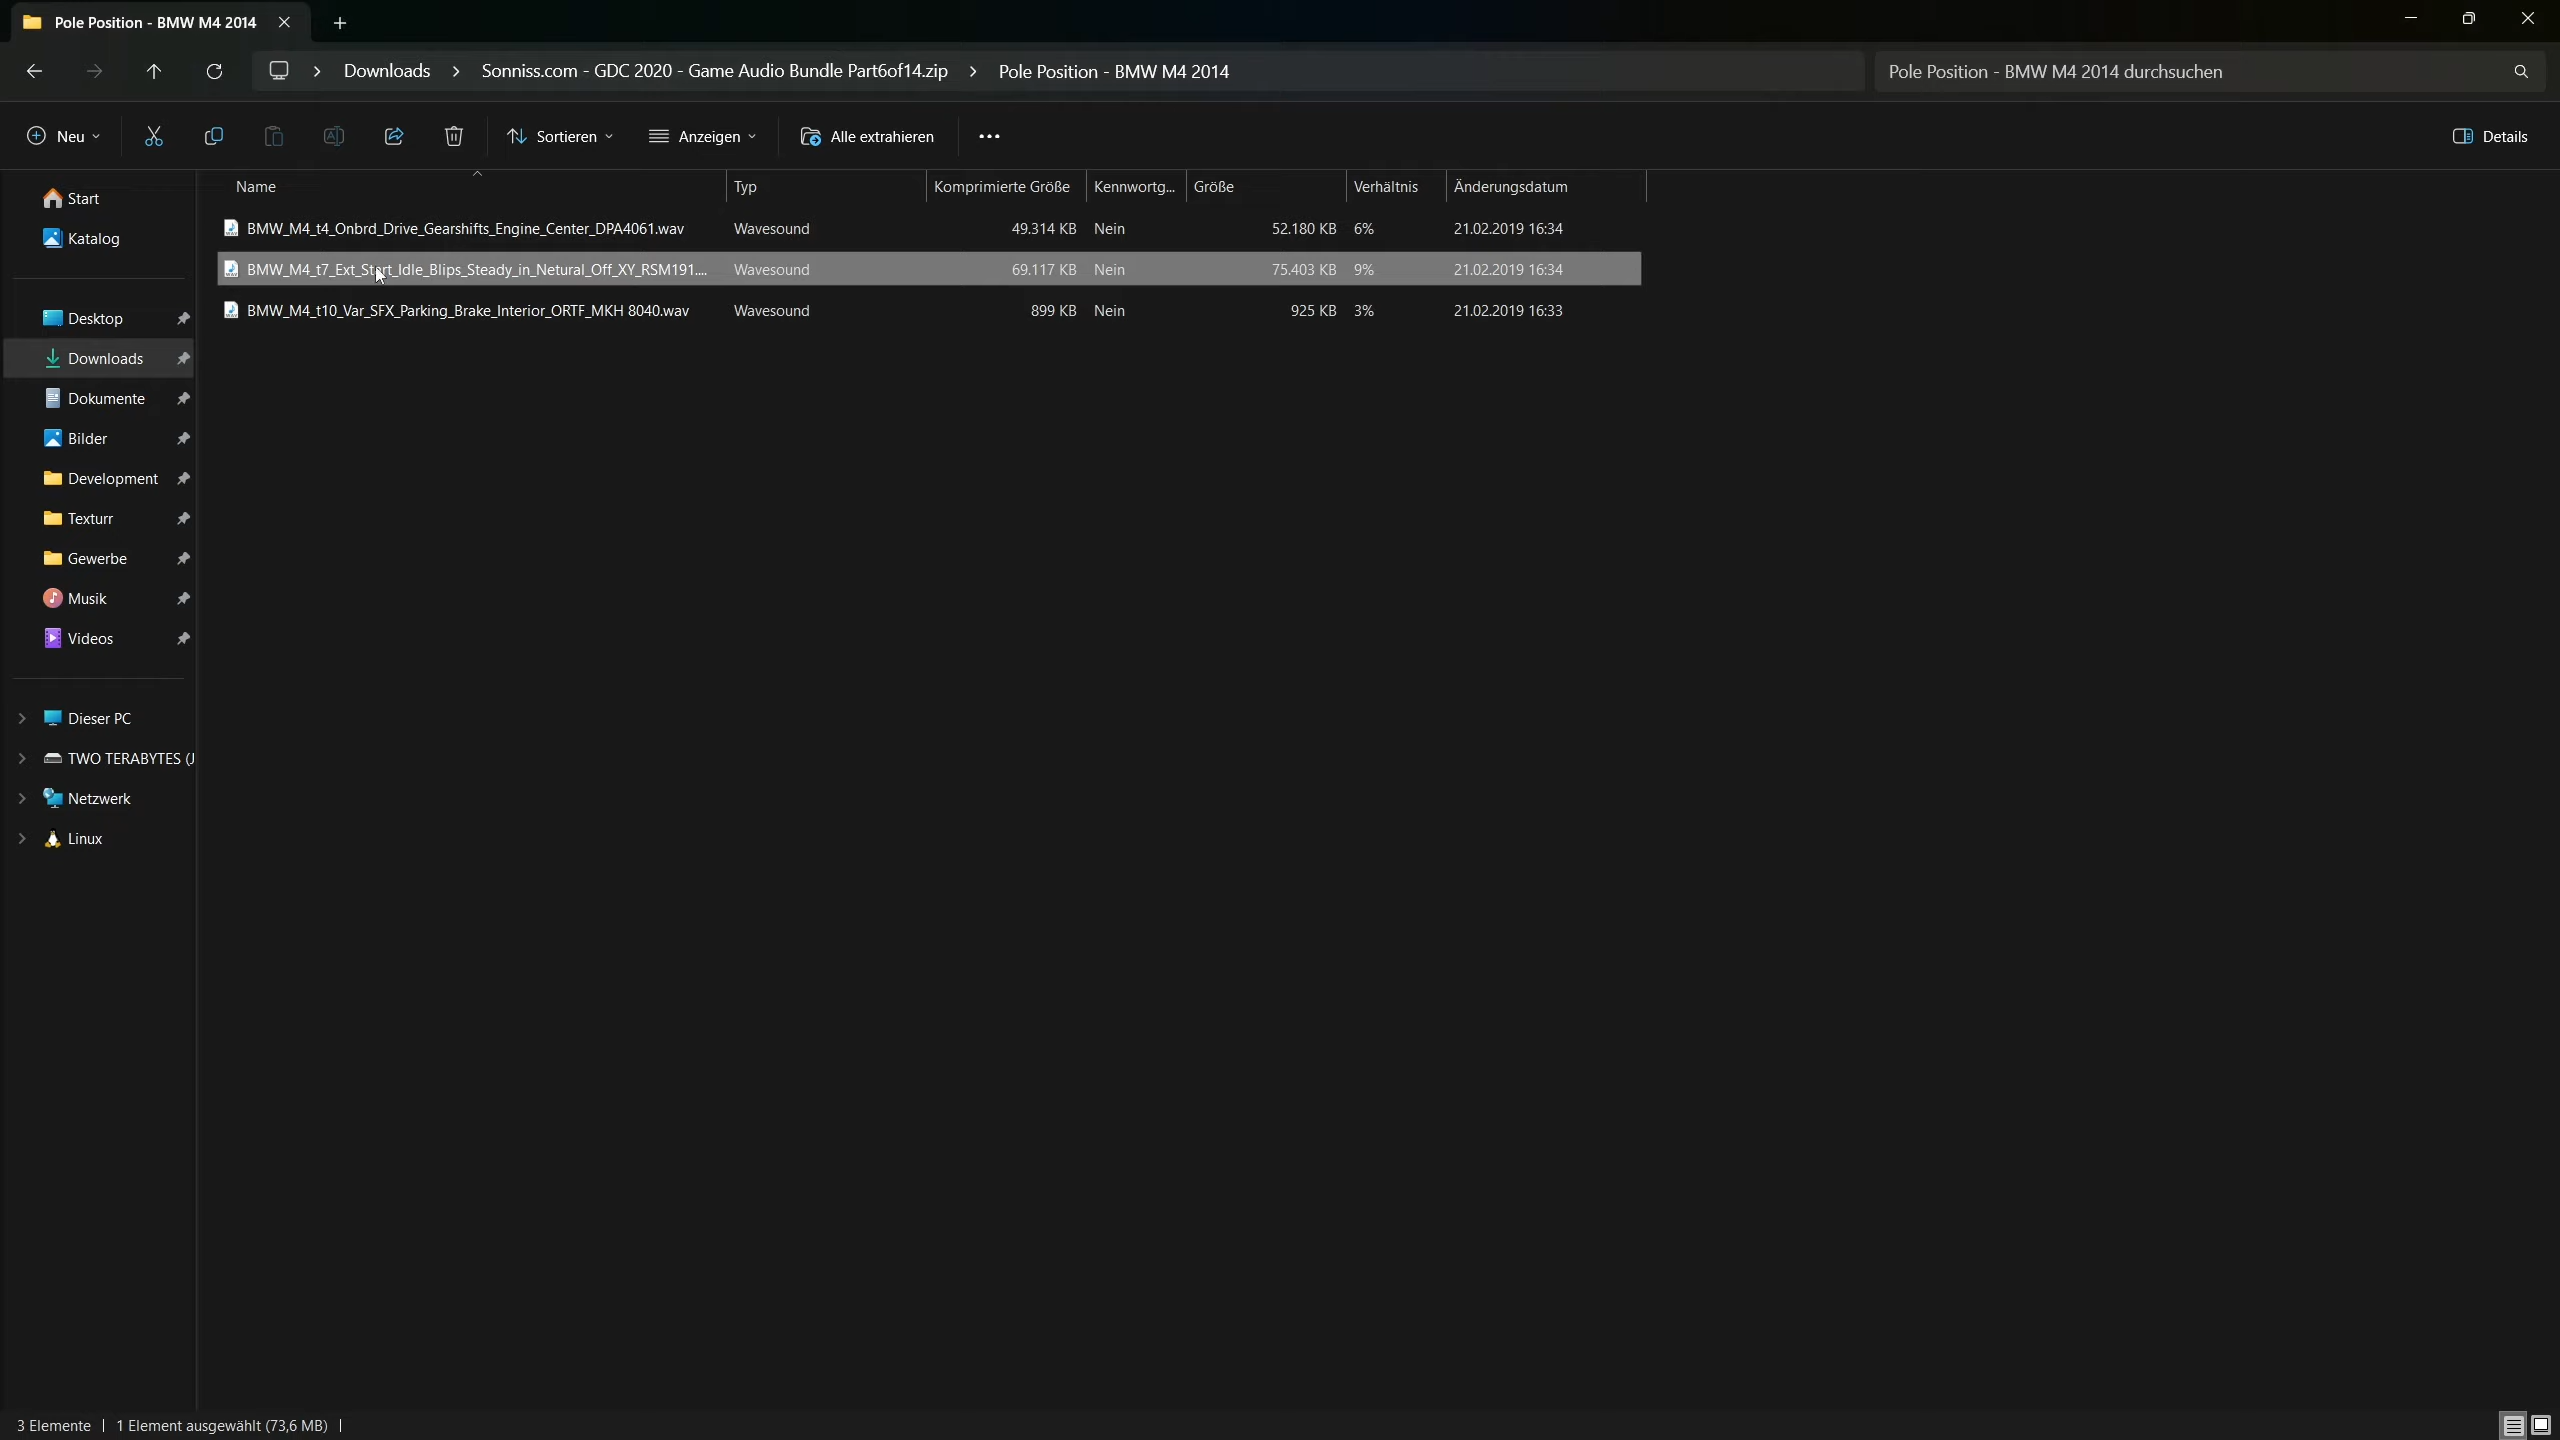 Pole Position - BMW M4 2014
Downloads > Sonniss.com - GDC 2020 - Game Audio Bundle Part6of14.zip > Pole Position - BMW M4 2014
Pole Position - BMW M4 2014 durchsuchen
Neu Sortieren Anzeigen Alle extrahieren Details
Name Typ Komprimierte Größe Kennwortg... Größe Verhältnis Änderungsdatum
BMW_M4_t4_Onbrd_Drive_Gearshifts_Engine_Center_DPA4061.wav Wavesound 49.314 KB Nein 52.180 KB 6% 21.02.2019 16:34
BMW_M4_t7_Ext_Start_Idle_Blips_Steady_in_Netural_Off_XY_RSM191.... Wavesound 69.117 KB Nein 75.403 KB 9% 21.02.2019 16:34
BMW_M4_t10_Var_SFX_Parking_Brake_Interior_ORTF_MKH 8040.wav Wavesound 899 KB Nein 925 KB 3% 21.02.2019 16:33
Start
Katalog
Desktop
Downloads
Dokumente
Bilder
Development
Texturr
Gewerbe
Musik
Videos
Dieser PC
TWO TERABYTES (J
Netzwerk
Linux
3 Elemente | 1 Element ausgewählt (73,6 MB) |